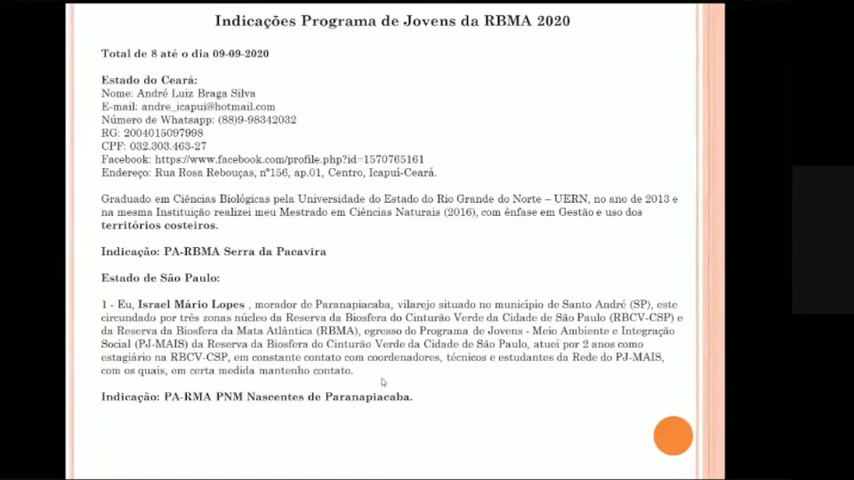 Indicações Programa de Jovens da RBMA 2020
Total de 8 até o dia 09-09-2020
Estado do Ceará:
Nome: André Luiz Braga Silva
E-mail: andre_icapui@hotmail.com
Número de Whatsapp: (88)9-98342032
RG: 2004015097998
CPF: 032.303.463-27
Facebook: https://www.facebook.com/profile.php?id=1570765161
Endereço: Rua Rosa Rebouças, n°156, ap.01, Centro, Icapuí-Ceará.
Graduado em Ciências Biológicas pela Universidade do Estado do Rio Grande do Norte – UERN, no ano de 2013 e
na mesma Instituição realizei meu Mestrado em Ciências Naturais (2016), com ênfase em Gestão e uso dos
territórios costeiros.
Indicação: PA-RBMA Serra da Pacavira
Estado de São Paulo:
1 - Eu, Israel Mário Lopes , morador de Paranapiacaba, vilarejo situado no município de Santo André (SP), este
circundado por três zonas núcleo da Reserva da Biosfera do Cinturão Verde da Cidade de São Paulo (RBCV-CSP) e
da Reserva da Biosfera da Mata Atlântica (RBMA), egresso do Programa de Jovens - Meio Ambiente e Integração
Social (PJ-MAIS) da Reserva da Biosfera do Cinturão Verde da Cidade de São Paulo, atuei por 2 anos como
estagiário na RBCV-CSP, em constante contato com coordenadores, técnicos e estudantes da Rede do PJ-MAIS,
com os quais, em certa medida mantenho contato.
Indicação: PA-RMA PNM Nascentes de Paranapiacaba.